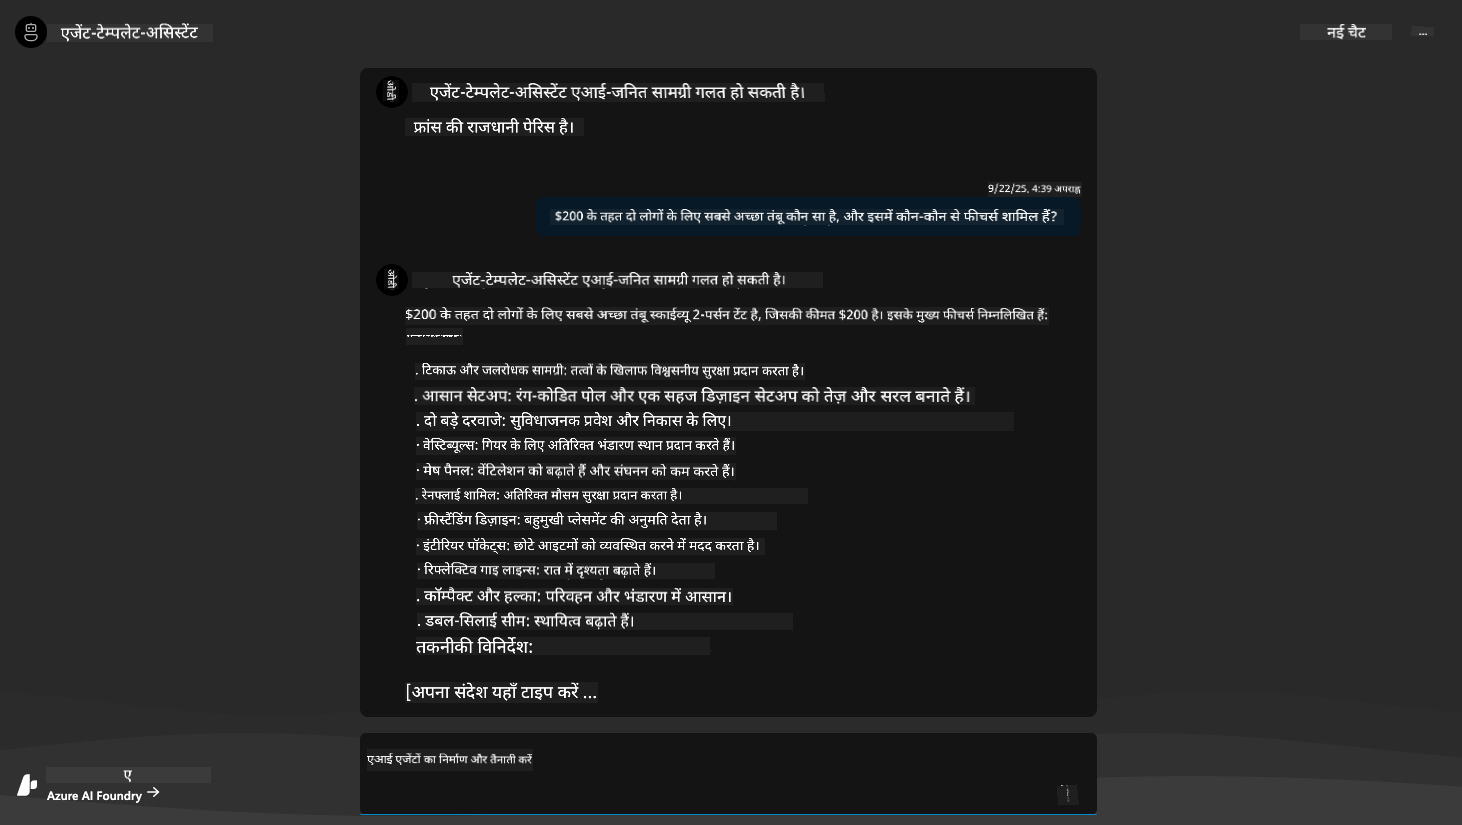 एजेंट-टेम्पलेट-असिस्टेंट
नई चैट
...
एजेंट-टेम्पलेट-असिस्टेंट एआई-जनित सामग्री गलत हो सकती है।
फ्रांस की राजधानी पेरिस है।
9/22/25, 4:39 अपराह्न
$200 के तहत दो लोगों के लिए सबसे अच्छा तंबू कौन सा है, और इसमें कौन-कौन से फीचर्स शामिल हैं?
एजेंट-टेम्पलेट-असिस्टेंट एआई-जनित सामग्री गलत हो सकती है।
$200 के तहत दो लोगों के लिए सबसे अच्छा तंबू स्काईव्यू 2-पर्सन टेंट है, जिसकी कीमत $200 है। इसके मुख्य फीचर्स निम्नलिखित हैं:
. टिकाऊ और जलरोधक सामग्री: तत्वों के खिलाफ विश्वसनीय सुरक्षा प्रदान करता है।
. आसान सेटअप: रंग-कोडित पोल और एक सहज डिज़ाइन सेटअप को तेज़ और सरल बनाते हैं।
. दो बड़े दरवाजे: सुविधाजनक प्रवेश और निकास के लिए।
· वेस्टिब्यूल्स: गियर के लिए अतिरिक्त भंडारण स्थान प्रदान करते हैं।
· मेष पैनल: वेंटिलेशन को बढ़ाते हैं और संघनन को कम करते हैं।
. रेनफ्लाई शामिल: अतिरिक्त मौसम सुरक्षा प्रदान करता है।
· फ्रीस्टैंडिंग डिज़ाइन: बहुमुखी प्लेसमेंट की अनुमति देता है।
· इंटीरियर पॉकेट्स: छोटे आइटमों को व्यवस्थित करने में मदद करता है।
· रिफ्लेक्टिव गाइ लाइन्स: रात में दृश्यता बढ़ाते हैं।
. कॉम्पैक्ट और हल्का: परिवहन और भंडारण में आसान।
. डबल-सिलाई सीम: स्थायित्व बढ़ाते हैं।
तकनीकी विनिर्देश:
[अपना संदेश यहाँ टाइप करें ...
एआई एजेंटों का निर्माण और तैनाती करें
ए
Azure AI Foundry